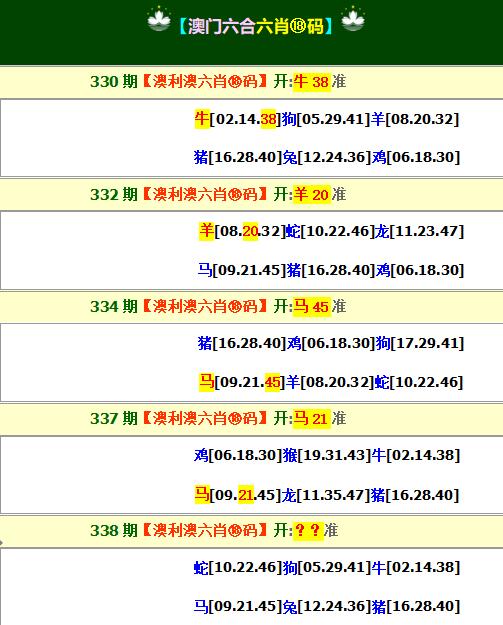 【澳门六合六肖⑱码】
330 期【澳利澳六肖⑱码】开:牛 38 准
牛[02.14.38]狗[05.29.41]羊[08.20.32]
猪[16.28.40]兔[12.24.36]鸡[06.18.30]
332 期【澳利澳六肖⑱码】开:羊 20 准
羊[08.20.32]蛇[10.22.46]龙[11.23.47]
马[09.21.45]猪[16.28.40]鸡[06.18.30]
334 期【澳利澳六肖⑱码】开:马 45 准
猪[16.28.40]鸡[06.18.30]狗[17.29.41]
马[09.21.45]羊[08.20.32]蛇[10.22.46]
337 期【澳利澳六肖⑱码】开:马 21 准
鸡[06.18.30]猴[19.31.43]牛[02.14.38]
马[09.21.45]龙[11.35.47]猪[16.28.40]
338 期【澳利澳六肖⑱码】开:？？准
蛇[10.22.46]狗[05.29.41]牛[02.14.38]
马[09.21.45]兔[12.24.36]猪[16.28.40]